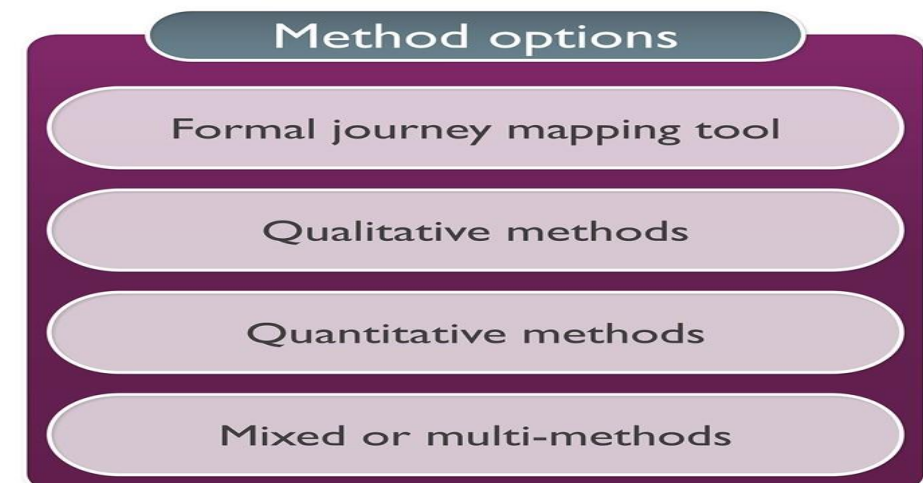 Method options
Formal journey mapping tool
Qualitative methods
Quantitative methods
Mixed or multi-methods